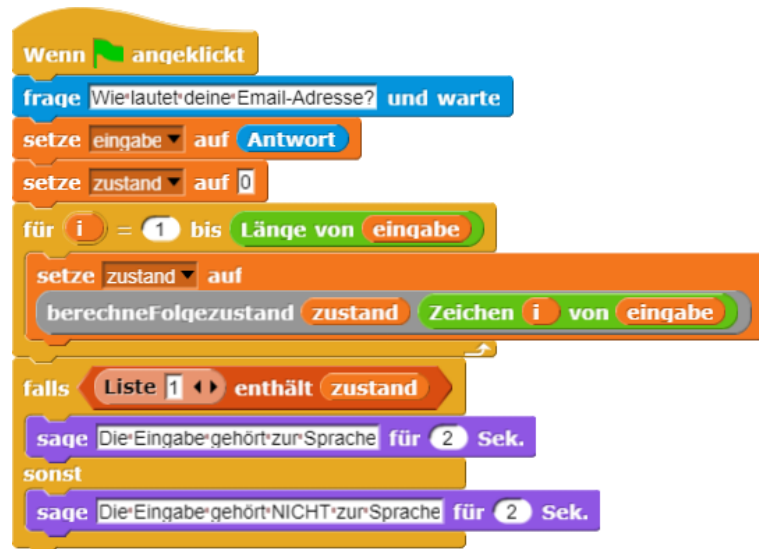 Wenn angeklickt
frage Wie lautet deine Email-Adresse? und warte
setze eingabe auf Antwort
setze zustand auf 0
für i = 1 bis Länge von eingabe
setze zustand auf
berechneFolgezustand zustand Zeichen i von eingabe
falls Liste 1 enthält zustand
sage Die Eingabe gehört zur Sprache für 2 Sek.
sonst
sage Die Eingabe gehört NICHT zur Sprache für 2 Sek.